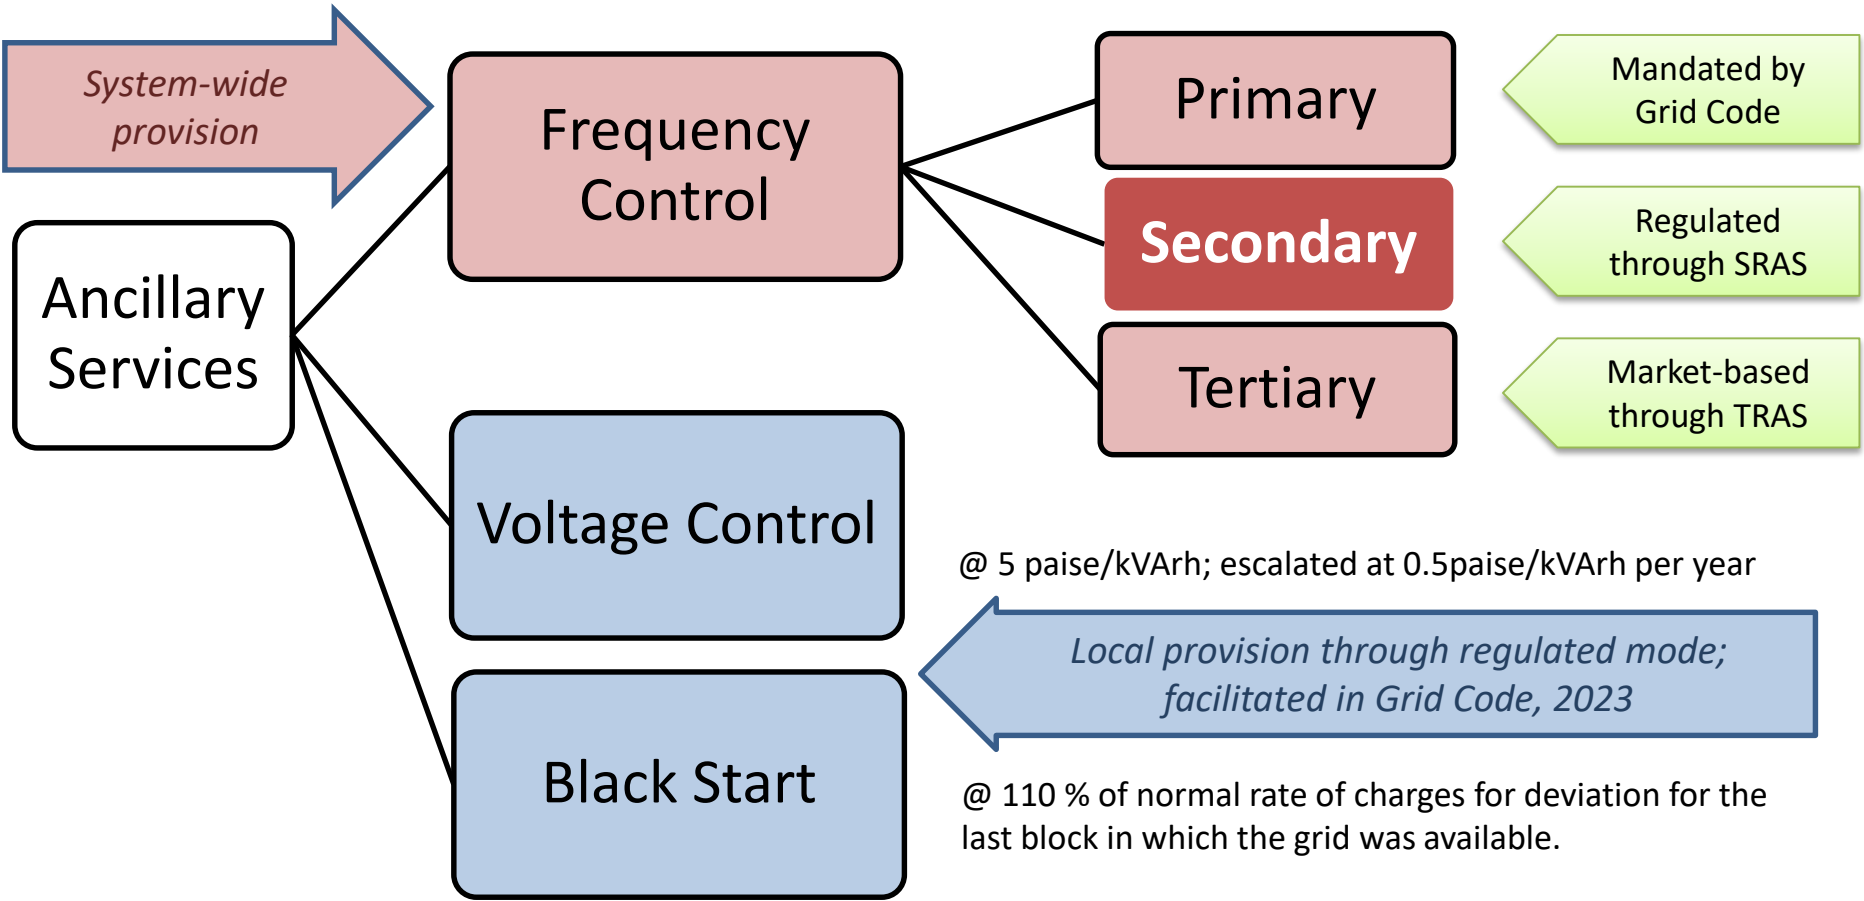 System-wide
provision
Ancillary
Services
Frequency
Control
Primary
Secondary
Tertiary
Mandated by
Grid Code
Regulated
through SRAS
Market-based
through TRAS
Voltage Control
@ 5 paise/kVArh; escalated at 0.5paise/kVArh per year
Local provision through regulated mode;
facilitated in Grid Code, 2023
Black Start
@ 110 % of normal rate of charges for deviation for the
last block in which the grid was available.